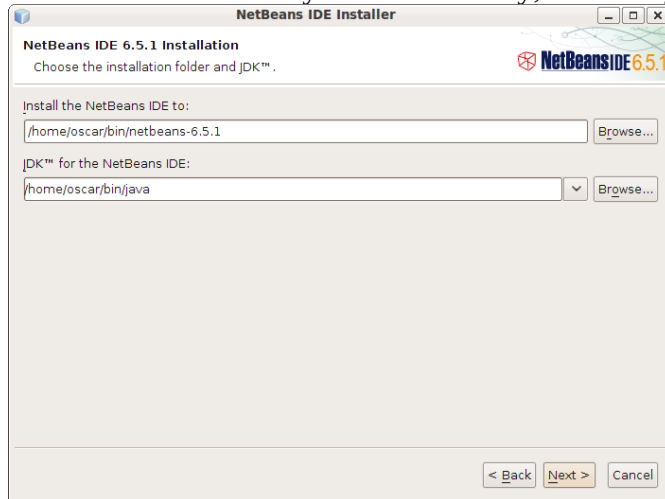 NetBeans IDE Installer
NetBeans IDE 6.5.1 Installation
Choose the installation folder and JDK™.
NetBeans IDE 6.5.1
Install the NetBeans IDE to:
/home/oscar/bin/netbeans-6.5.1
Browse...
JDK™ for the NetBeans IDE:
/home/oscar/bin/java
Browse...
< Back Next > Cancel